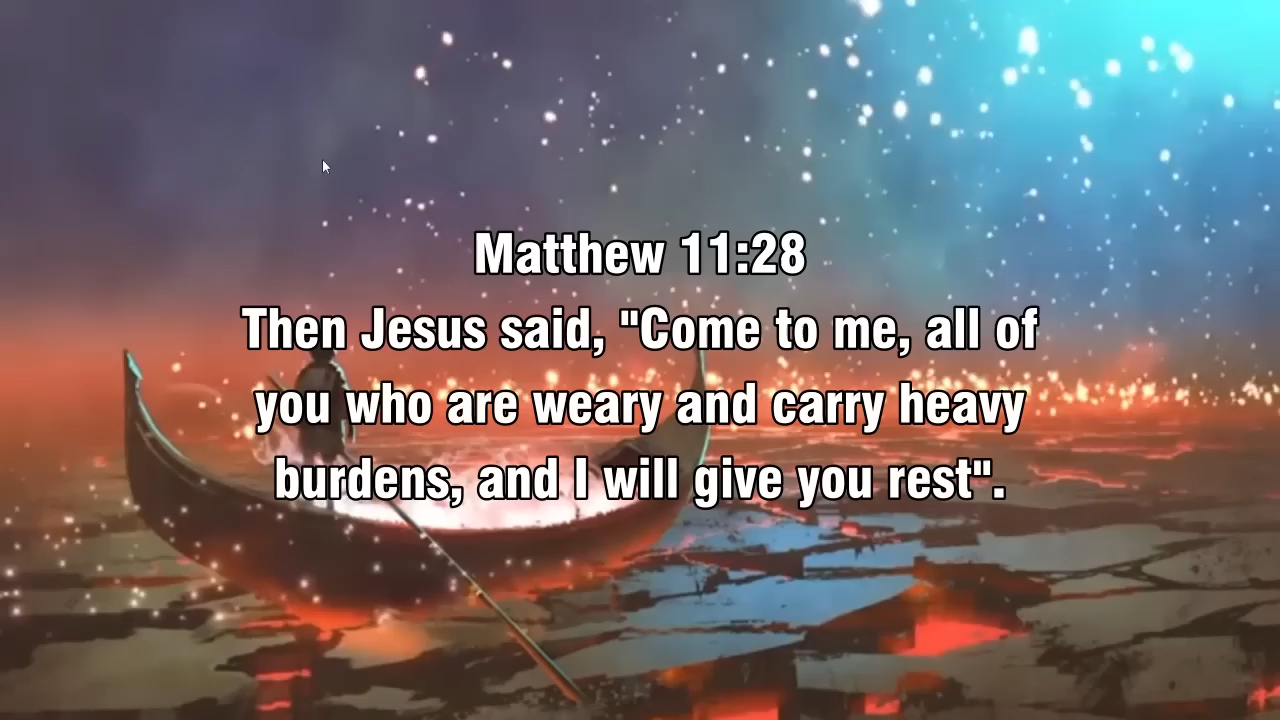 Matthew 11:28
Then Jesus said, "Come to me, all of
you who are weary and carry heavy
burdens, and I will give you rest".